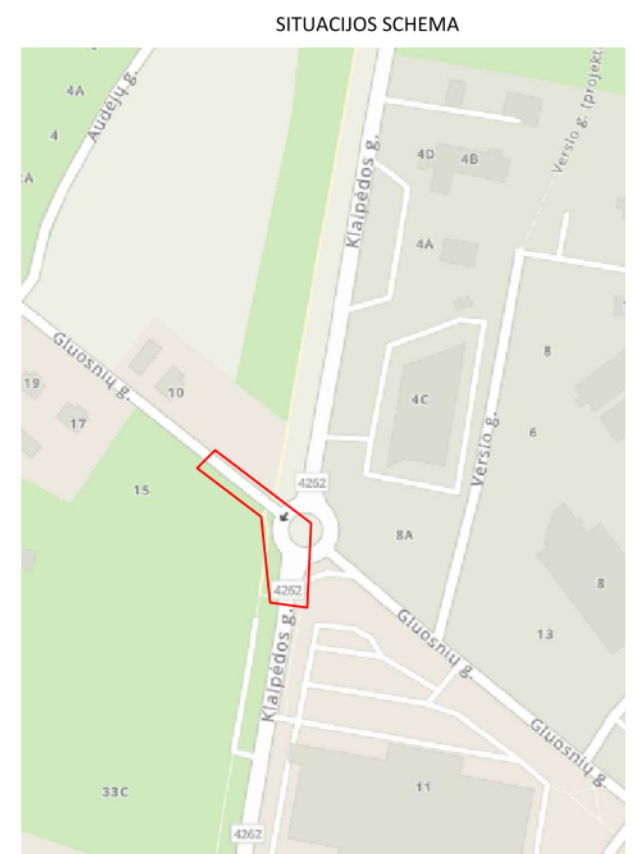 SITUACIJOS SCHEMA
4A
Audėjų g.
4
Verslo g. (projekt
4D
4B
Klaipėdos g.
4A
Gluosnių g.
8
19
10
4C
17
6
Verslo g.
15
4262
8A
8
4262
Gluosnių g.
13
Klaipėdos g.
Gluosnių g.
33C
11
4262